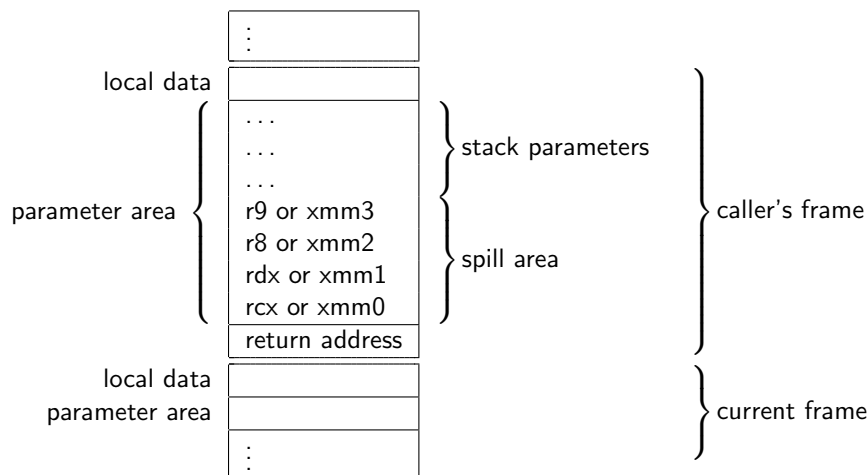 ⋮
local data
. . .
. . .
stack parameters
. . .
parameter area
r9 or xmm3
caller's frame
r8 or xmm2
spill area
rdx or xmm1
rcx or xmm0
return address
local data
parameter area
current frame
⋮